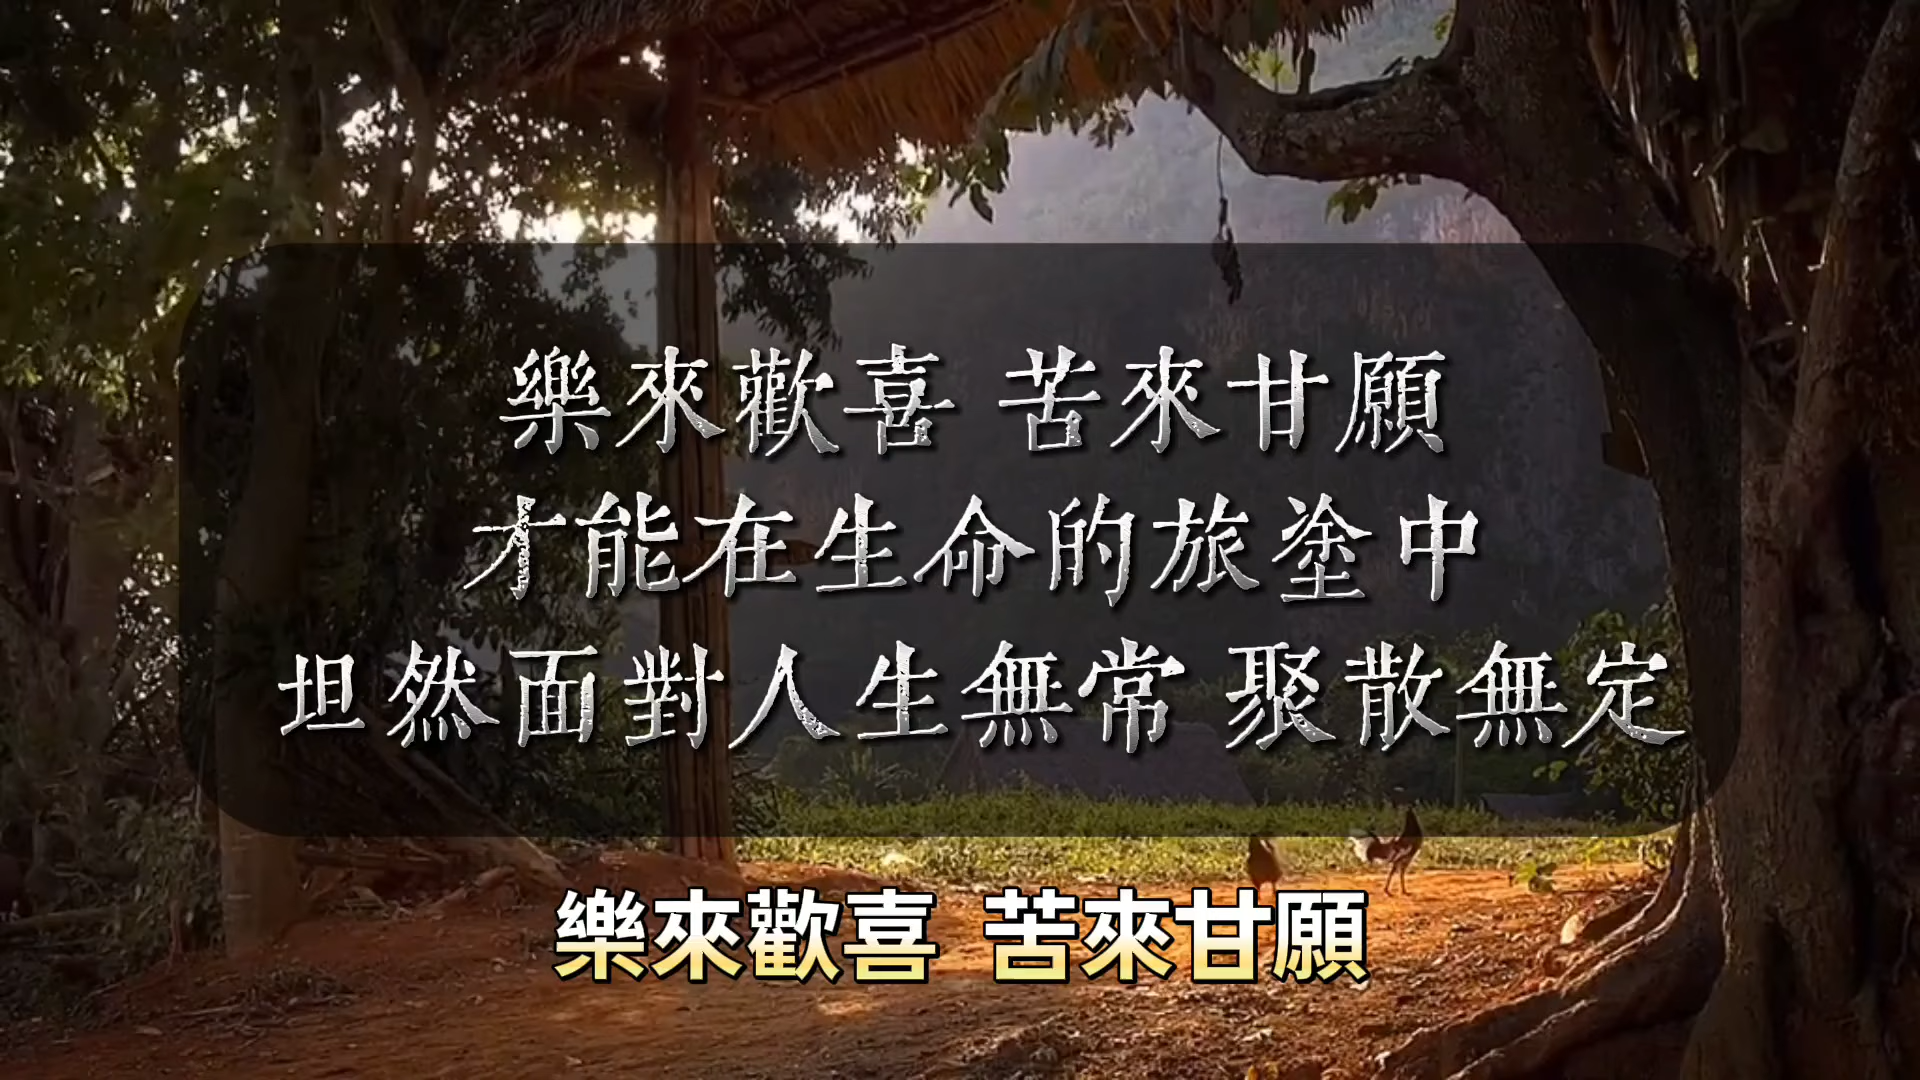 樂來歡喜 苦來甘願
才能在生命的旅塗中
坦然面對人生無常 聚散無定
樂來歡喜 苦來甘願